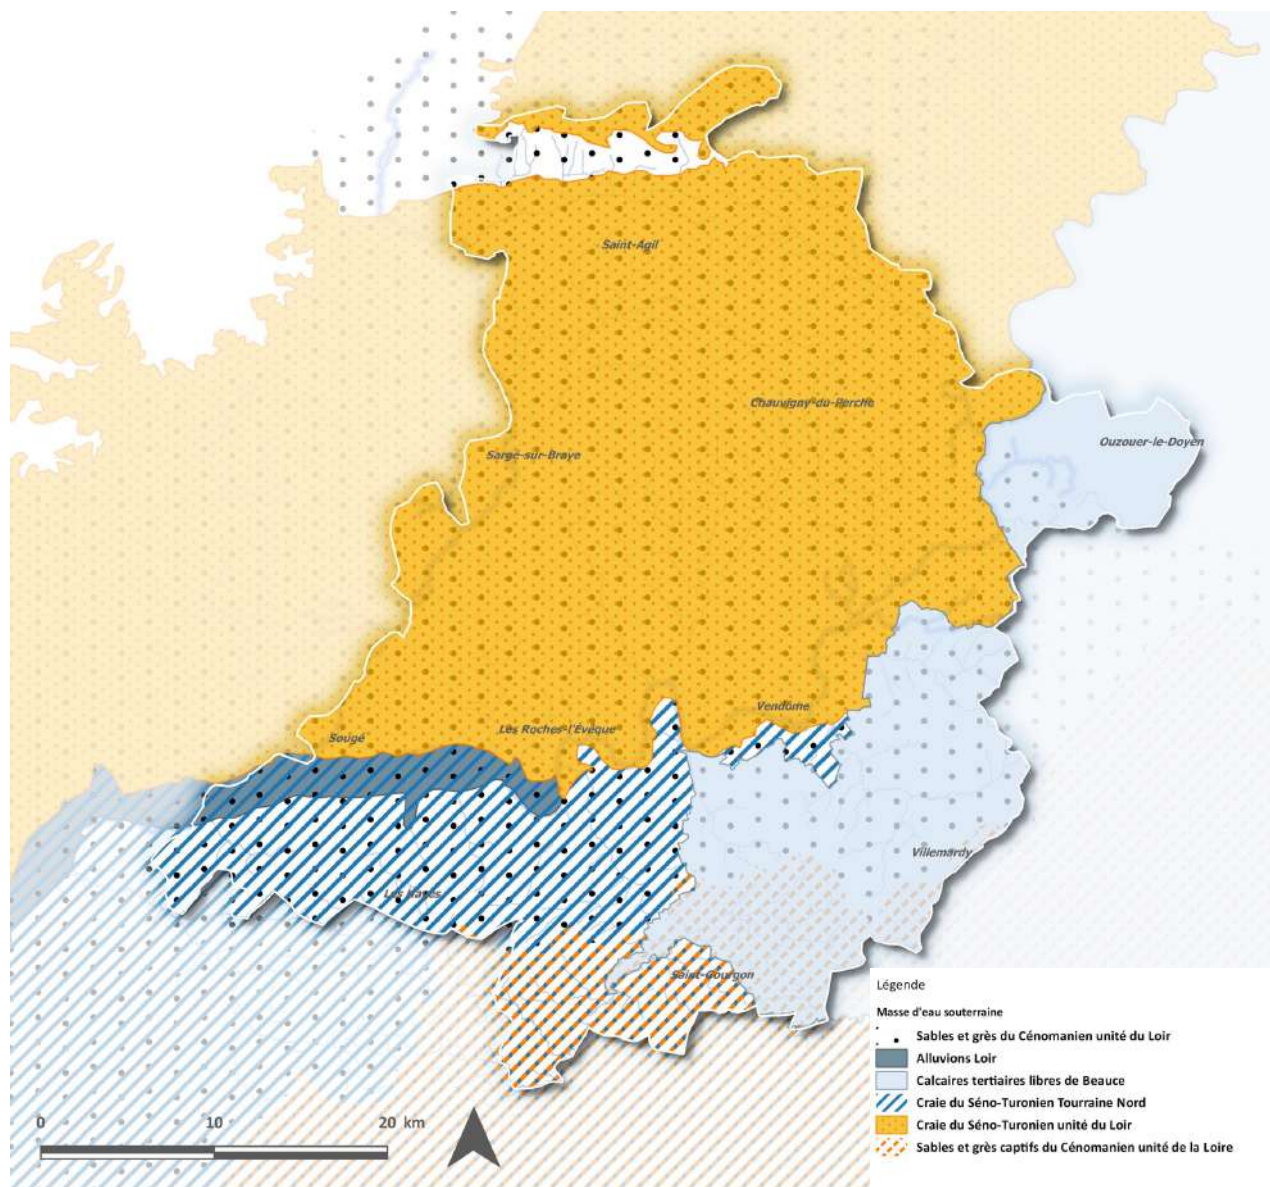 Saint-Agil
Chauvigny-du-Perche
Ouzouer-le-Doyen
Sargé-sur-Braye
Vendôme
Les Roches-l'Évêque
Sougé
Villemardy
Les Hayes
Saint-Gourgon
Légende
Masse d'eau souterraine
Sables et grès du Cénomanien unité du Loir
Alluvions Loir
Calcaires tertiaires libres de Beauce
Craie du Séno-Turonien Tourraine Nord
Craie du Séno-Turonien unité du Loir
Sables et grès captifs du Cénomanien unité de la Loire
0 10 20 km